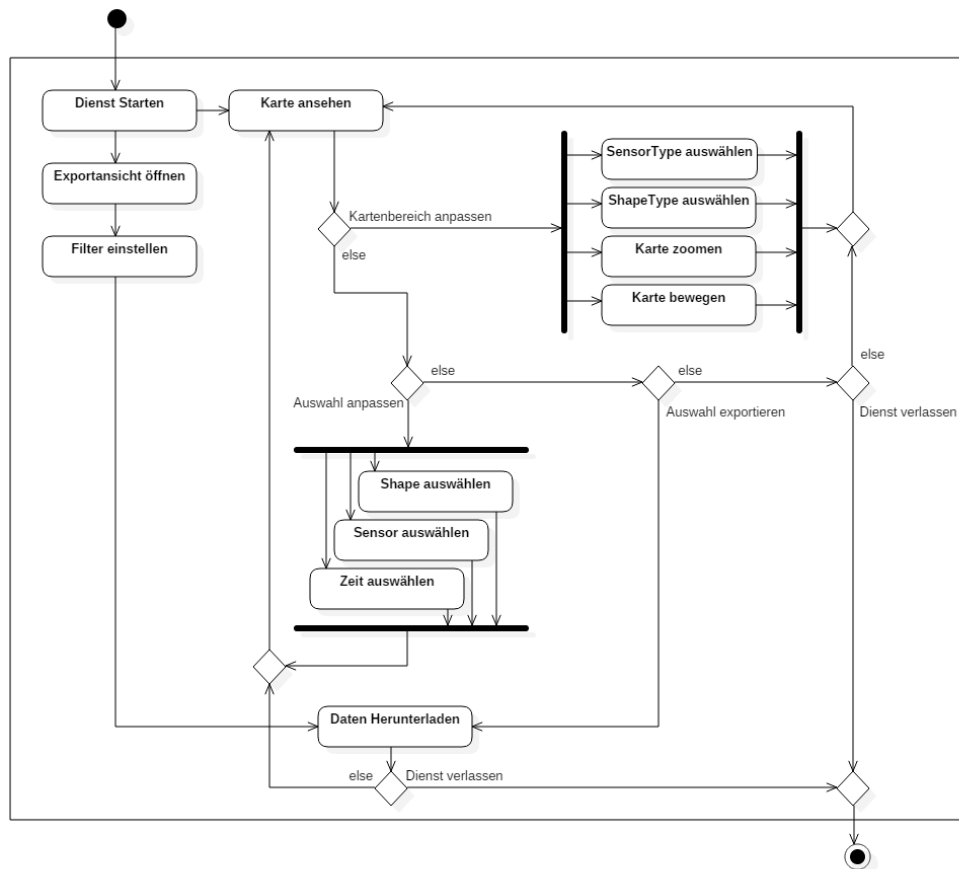 Dienst Starten
Karte ansehen
Exportansicht öffnen
Filter einstellen
SensorType auswählen
ShapeType auswählen
Karte zoomen
Karte bewegen
Kartenbereich anpassen
else
else
else
else
Auswahl anpassen
Auswahl exportieren
Dienst verlassen
Shape auswählen
Sensor auswählen
Zeit auswählen
Daten Herunterladen
else
Dienst verlassen